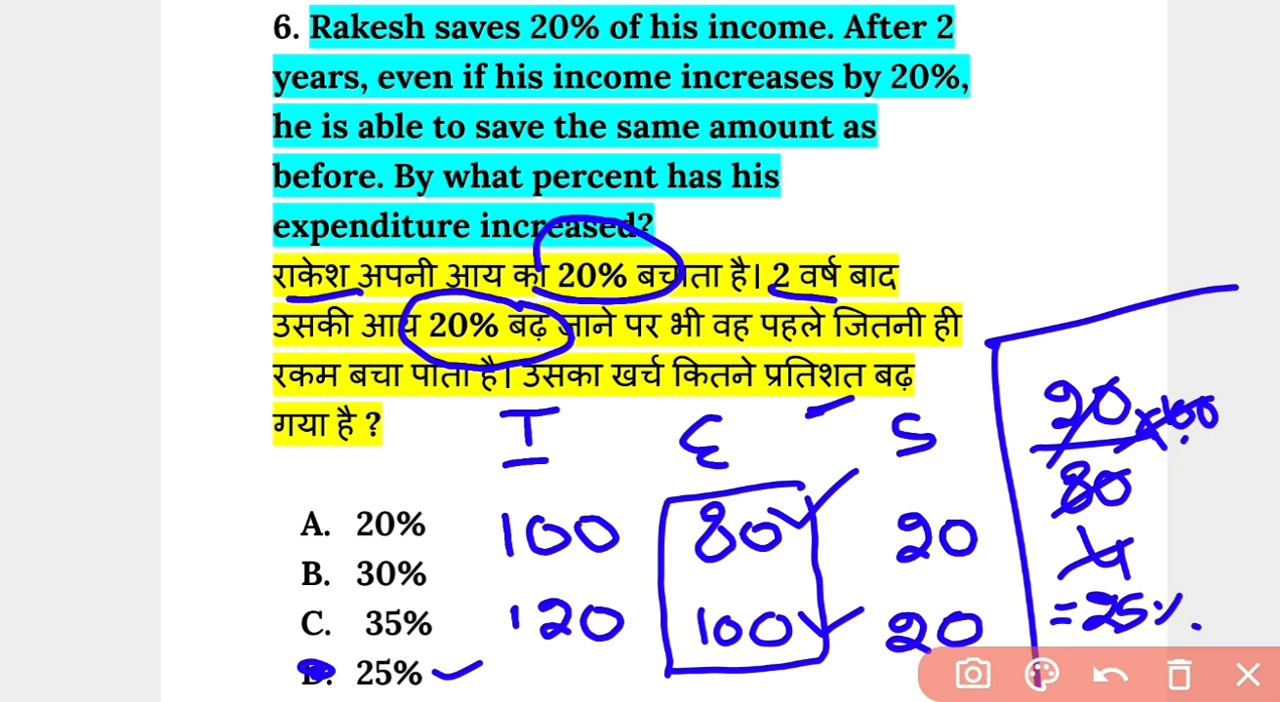 6. Rakesh saves 20% of his income. After 2
years, even if his income increases by 20%,
he is able to save the same amount as
before. By what percent has his
expenditure increased?
राकेश अपनी आय का 20% बचाता है। 2 वर्ष बाद
उसकी आय 20% बढ़ जाने पर भी वह पहले जितनी ही
रकम बचा पाता है। उसका खर्च कितने प्रतिशत बढ़
गया है ?
I E S
A. 20%
B. 30%
C. 35%
D. 25%
100 80 20
120 100 20
20 × 100
80
4
= 25%.